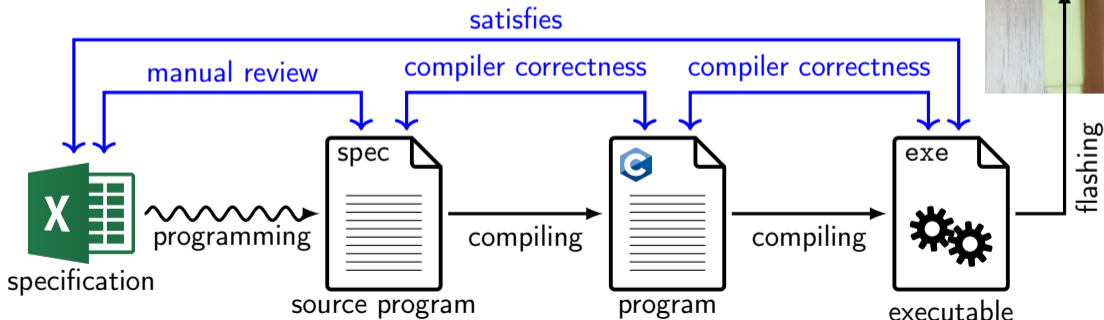 satisfies
manual review
compiler correctness
compiler correctness
spec
C
exe
X
programming
compiling
compiling
flashing
specification
source program
program
executable